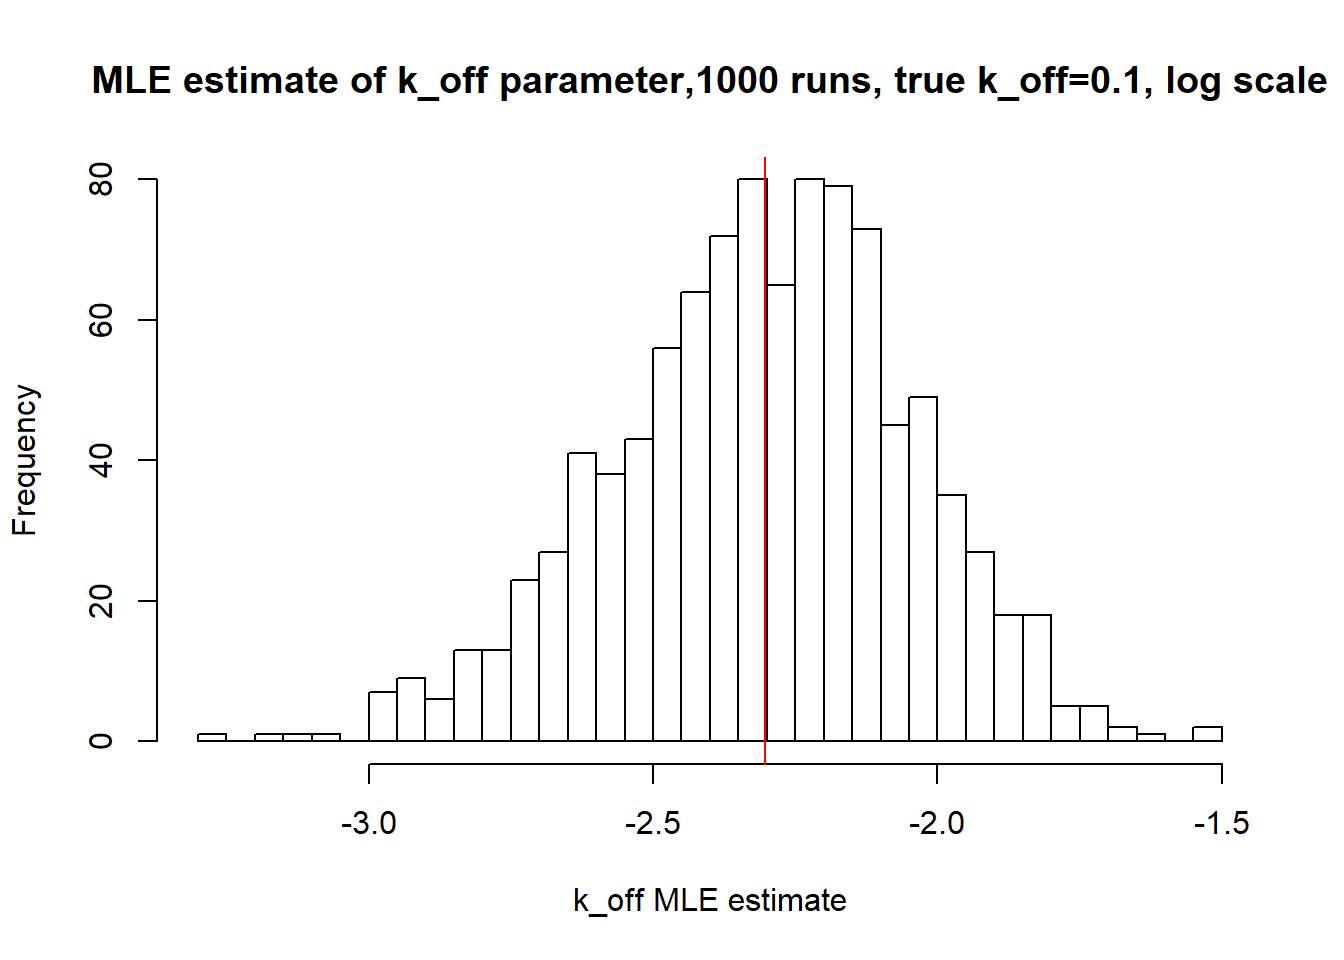 MLE estimate of k_off parameter,1000 runs, true k_off=0.1, log scale
80
60
40
20
0
Frequency
-3.0 -2.5 -2.0 -1.5
k_off MLE estimate